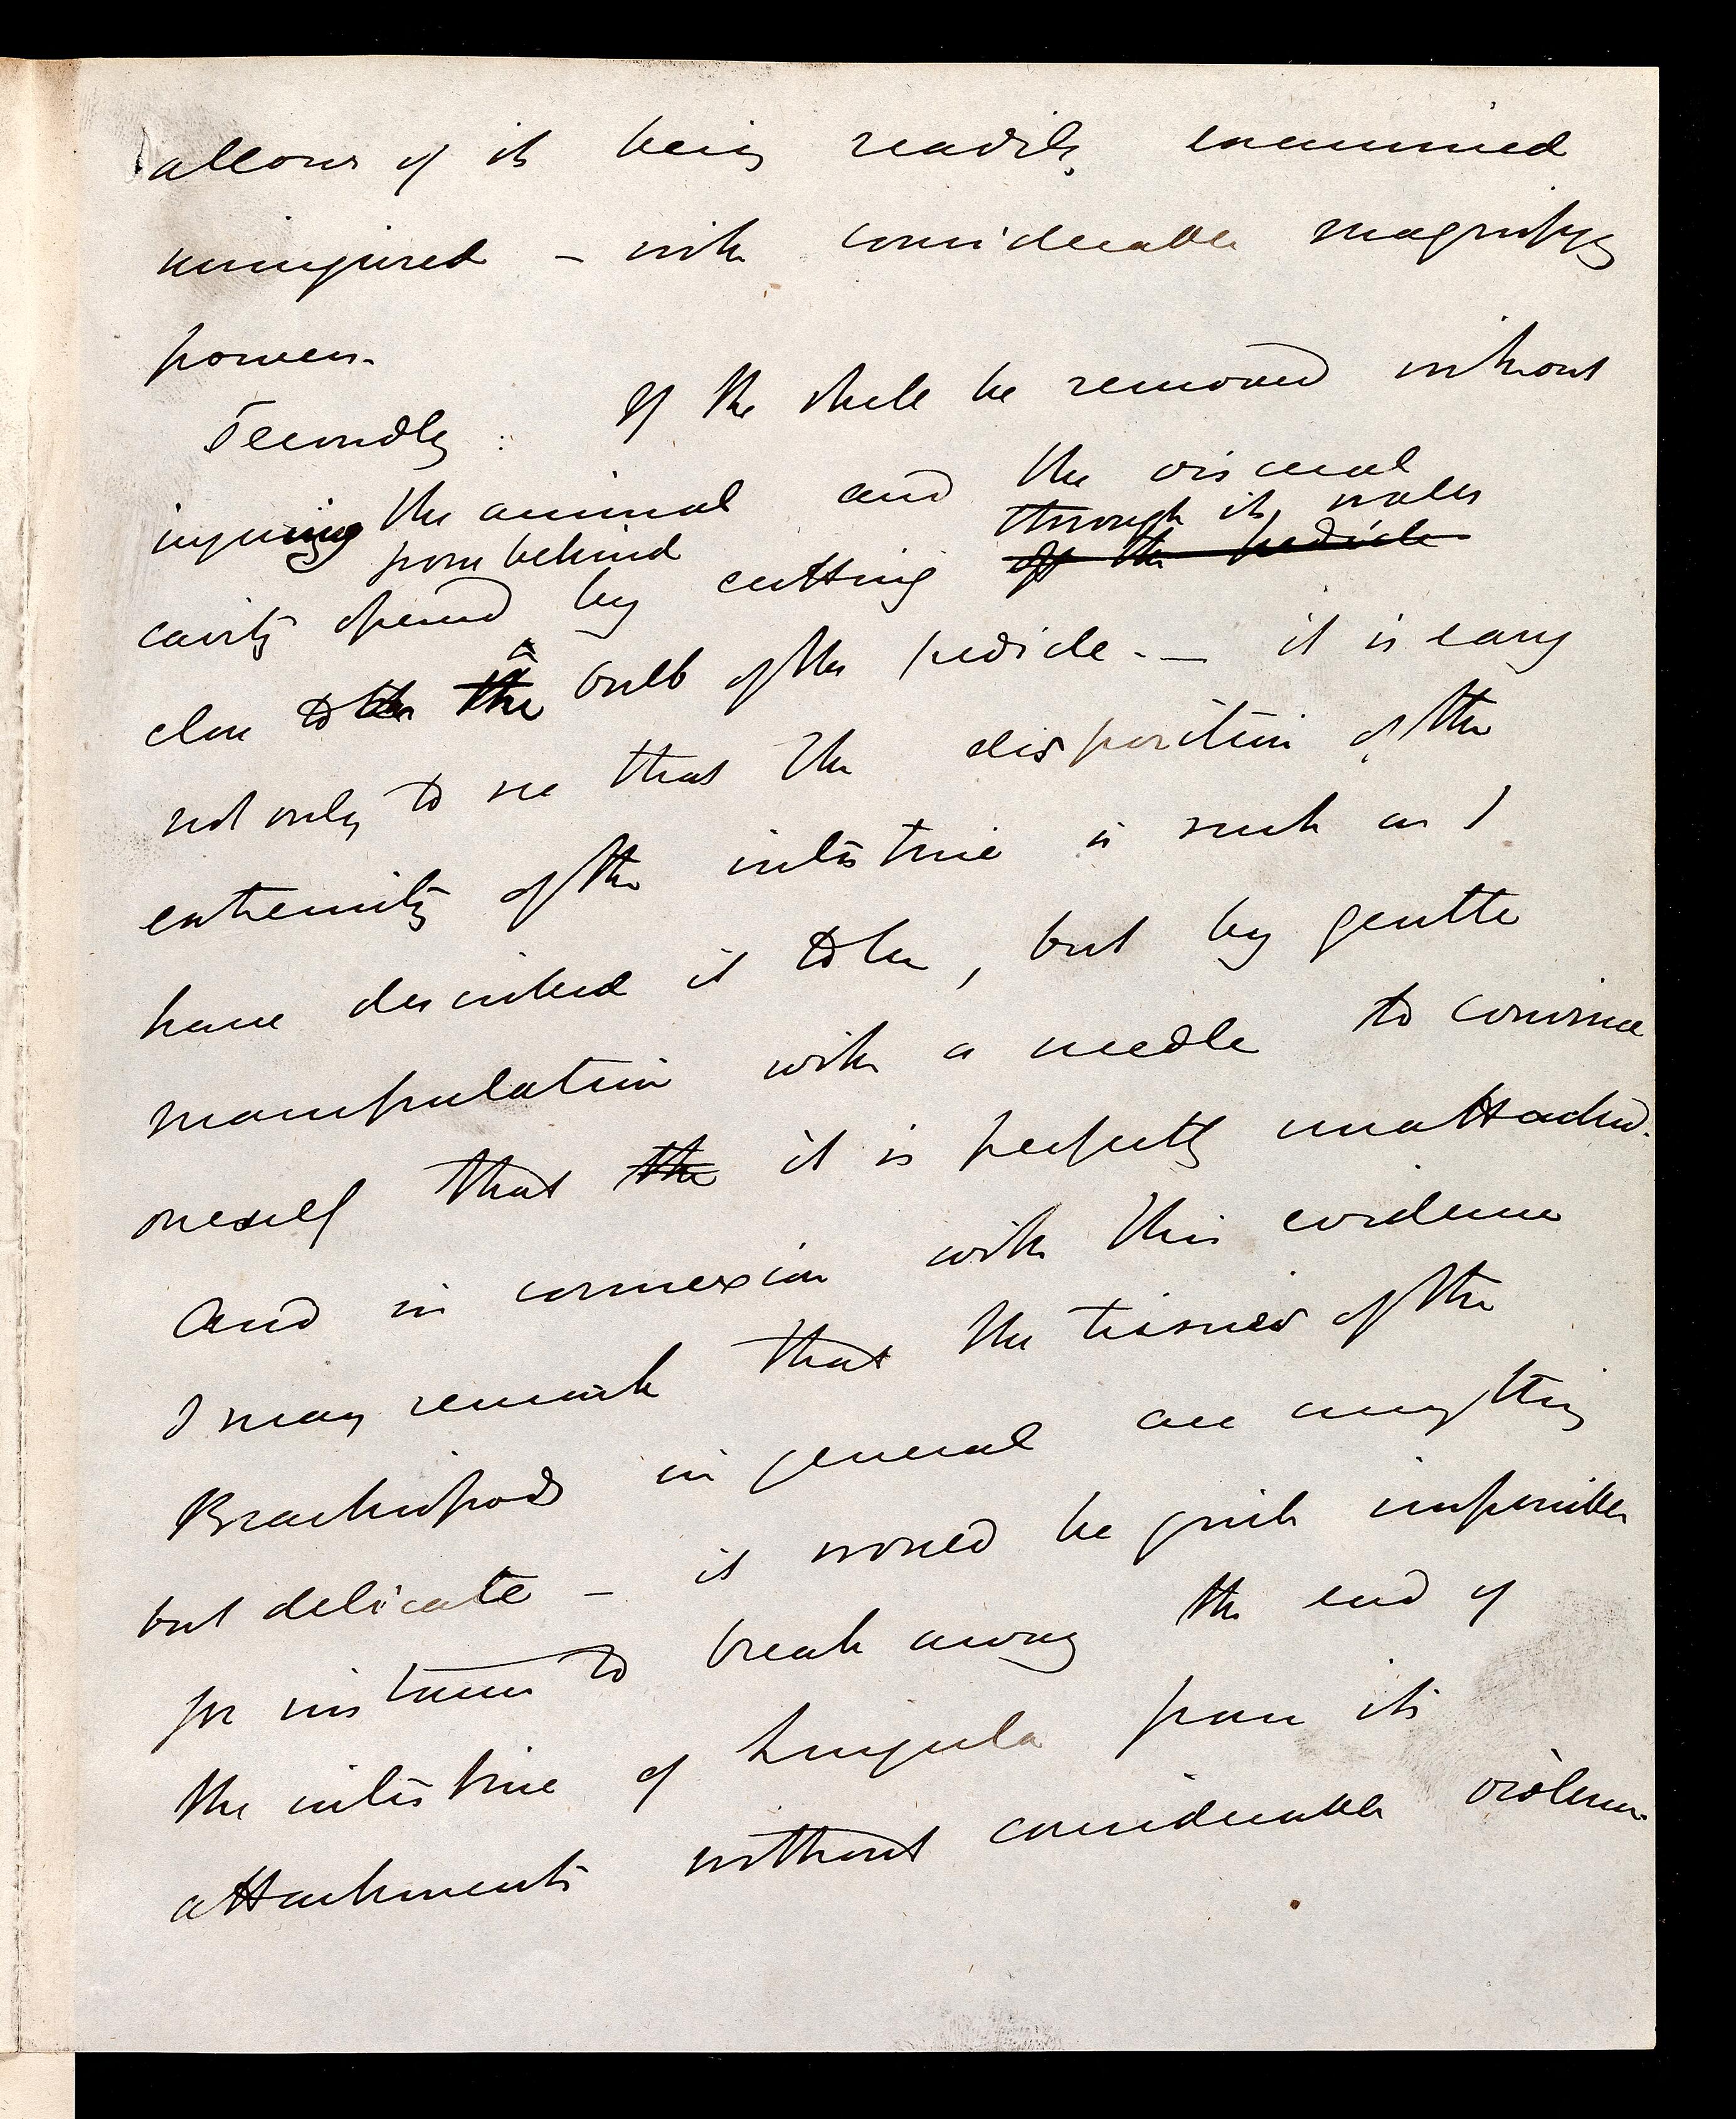 allows of its being readily examined
uninjured – with considerable magnifying
powers.
Secondly: If the shell be removed without
injuring the animal and the visceral
from behind through its walls
cavity opened by cutting off the pedicle
close to the bulb of the pedicle. — it is easy
not only to see that the disposition of the
extremity of the intestine is such as I
have described it to be, but by gentle
manipulation with a needle to convince
oneself that the it is perfectly unattached.
And in connexion with this evidence
I may remark that the tissues of the
Brachiopods in general are anything
but delicate – it would be quite impossible
for instance to break away the end of
the intestine of Lingula from its
attachments without considerable violence.